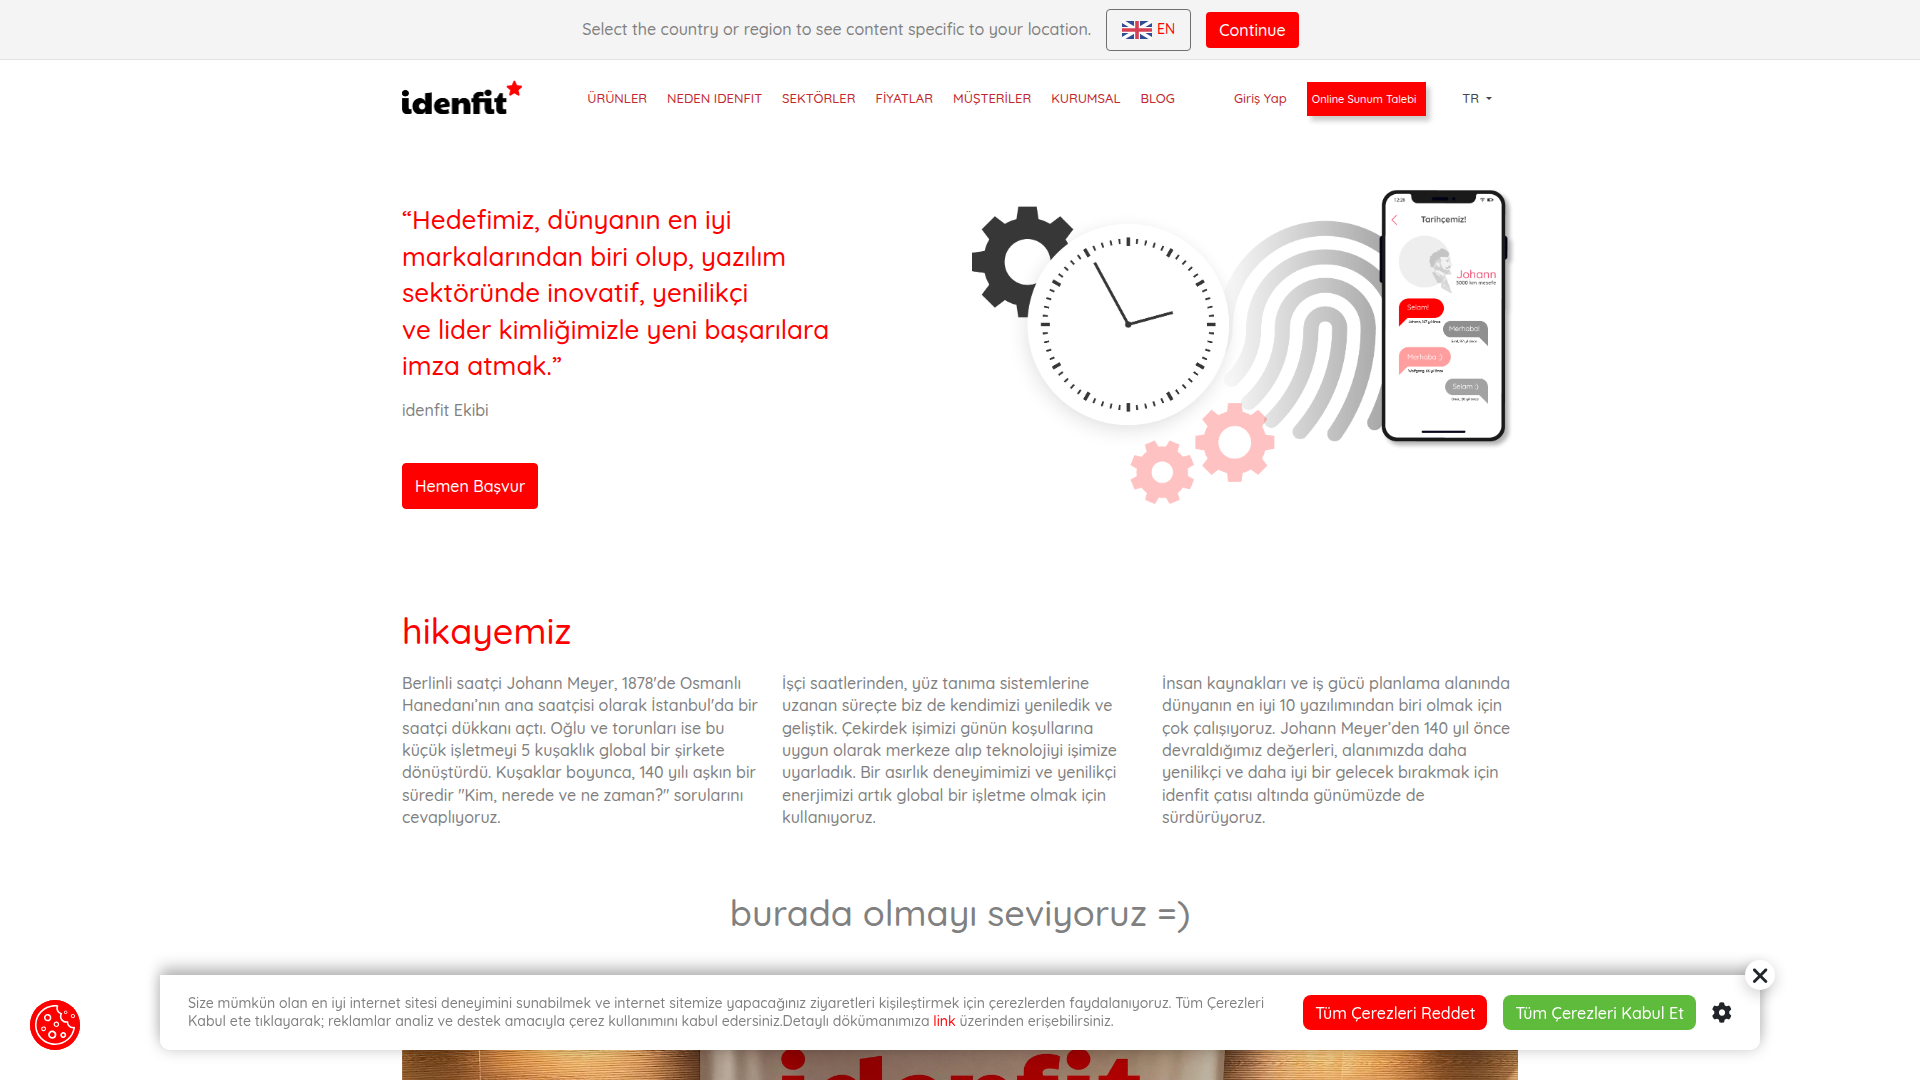 Select the country or region to see content specific to your location.
EN
Continue
idenfit
ÜRÜNLER
NEDEN IDENFIT
SEKTÖRLER
FİYATLAR
MÜŞTERİLER
KURUMSAL
BLOG
Giriş Yap
Online Sunum Talebi
TR
“Hedefimiz, dünyanın en iyi
markalarından biri olup, yazılım
sektöründe inovatif, yenilikçi
ve lider kimliğimizle yeni başarılara
imza atmak.”
idenfit Ekibi
Hemen Başvur
12:28
Tarihçemiz!
Johann
3000 km mesafe
Selam!
Merhaba!
Merhaba :)
Selam :)
hikayemiz
Berlinli saatçi Johann Meyer, 1878'de Osmanlı
Hanedanı’nın ana saatçisi olarak İstanbul'da bir
saatçi dükkanı açtı. Oğlu ve torunları ise bu
küçük işletmeyi 5 kuşaklık global bir şirkete
dönüştürdü. Kuşaklar boyunca, 140 yılı aşkın bir
süredir "Kim, nerede ve ne zaman?" sorularını
cevaplıyoruz.
İşçi saatlerinden, yüz tanıma sistemlerine
uzanan süreçte biz de kendimizi yeniledik ve
geliştik. Çekirdek işimizi günün koşullarına
uygun olarak merkeze alıp teknolojiyi işimize
uyarladık. Bir asırlık deneyimimizi ve yenilikçi
enerjimizi artık global bir işletme olmak için
kullanıyoruz.
İnsan kaynakları ve iş gücü planlama alanında
dünyanın en iyi 10 yazılımından biri olmak için
çok çalışıyoruz. Johann Meyer’den 140 yıl önce
devraldığımız değerleri, alanımızda daha
yenilikçi ve daha iyi bir gelecek bırakmak için
idenfit çatısı altında günümüzde de
sürdürüyoruz.
burada olmayı seviyoruz =)
Size mümkün olan en iyi internet sitesi deneyimini sunabilmek ve internet sitemize yapacağınız ziyaretleri kişileştirmek için çerezlerden faydalanıyoruz. Tüm Çerezleri
Kabul ete tıklayarak; reklamlar analiz ve destek amacıyla çerez kullanımını kabul edersiniz.Detaylı dökümanımıza link üzerinden erişebilirsiniz.
Tüm Çerezleri Reddet
Tüm Çerezleri Kabul Et
idenfit